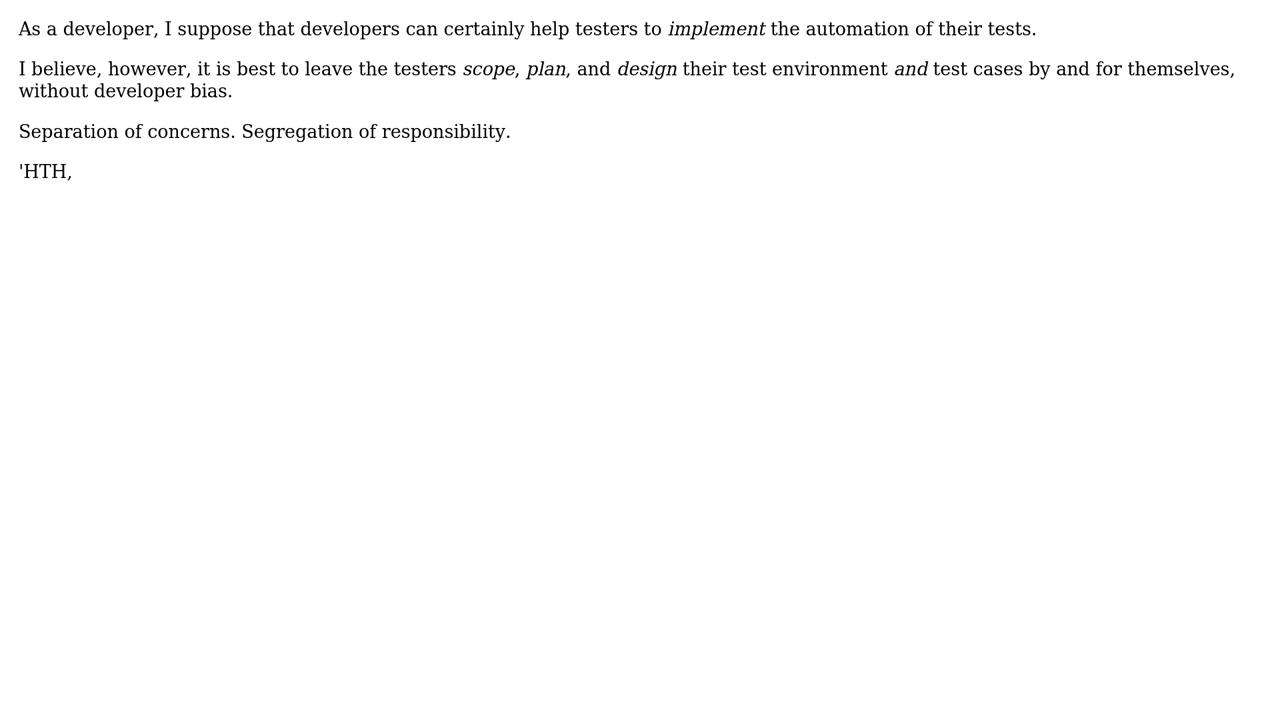 As a developer, I suppose that developers can certainly help testers to implement the automation of their tests.
I believe, however, it is best to leave the testers scope, plan, and design their test environment and test cases by and for themselves,
without developer bias.
Separation of concerns. Segregation of responsibility.
'HTH,